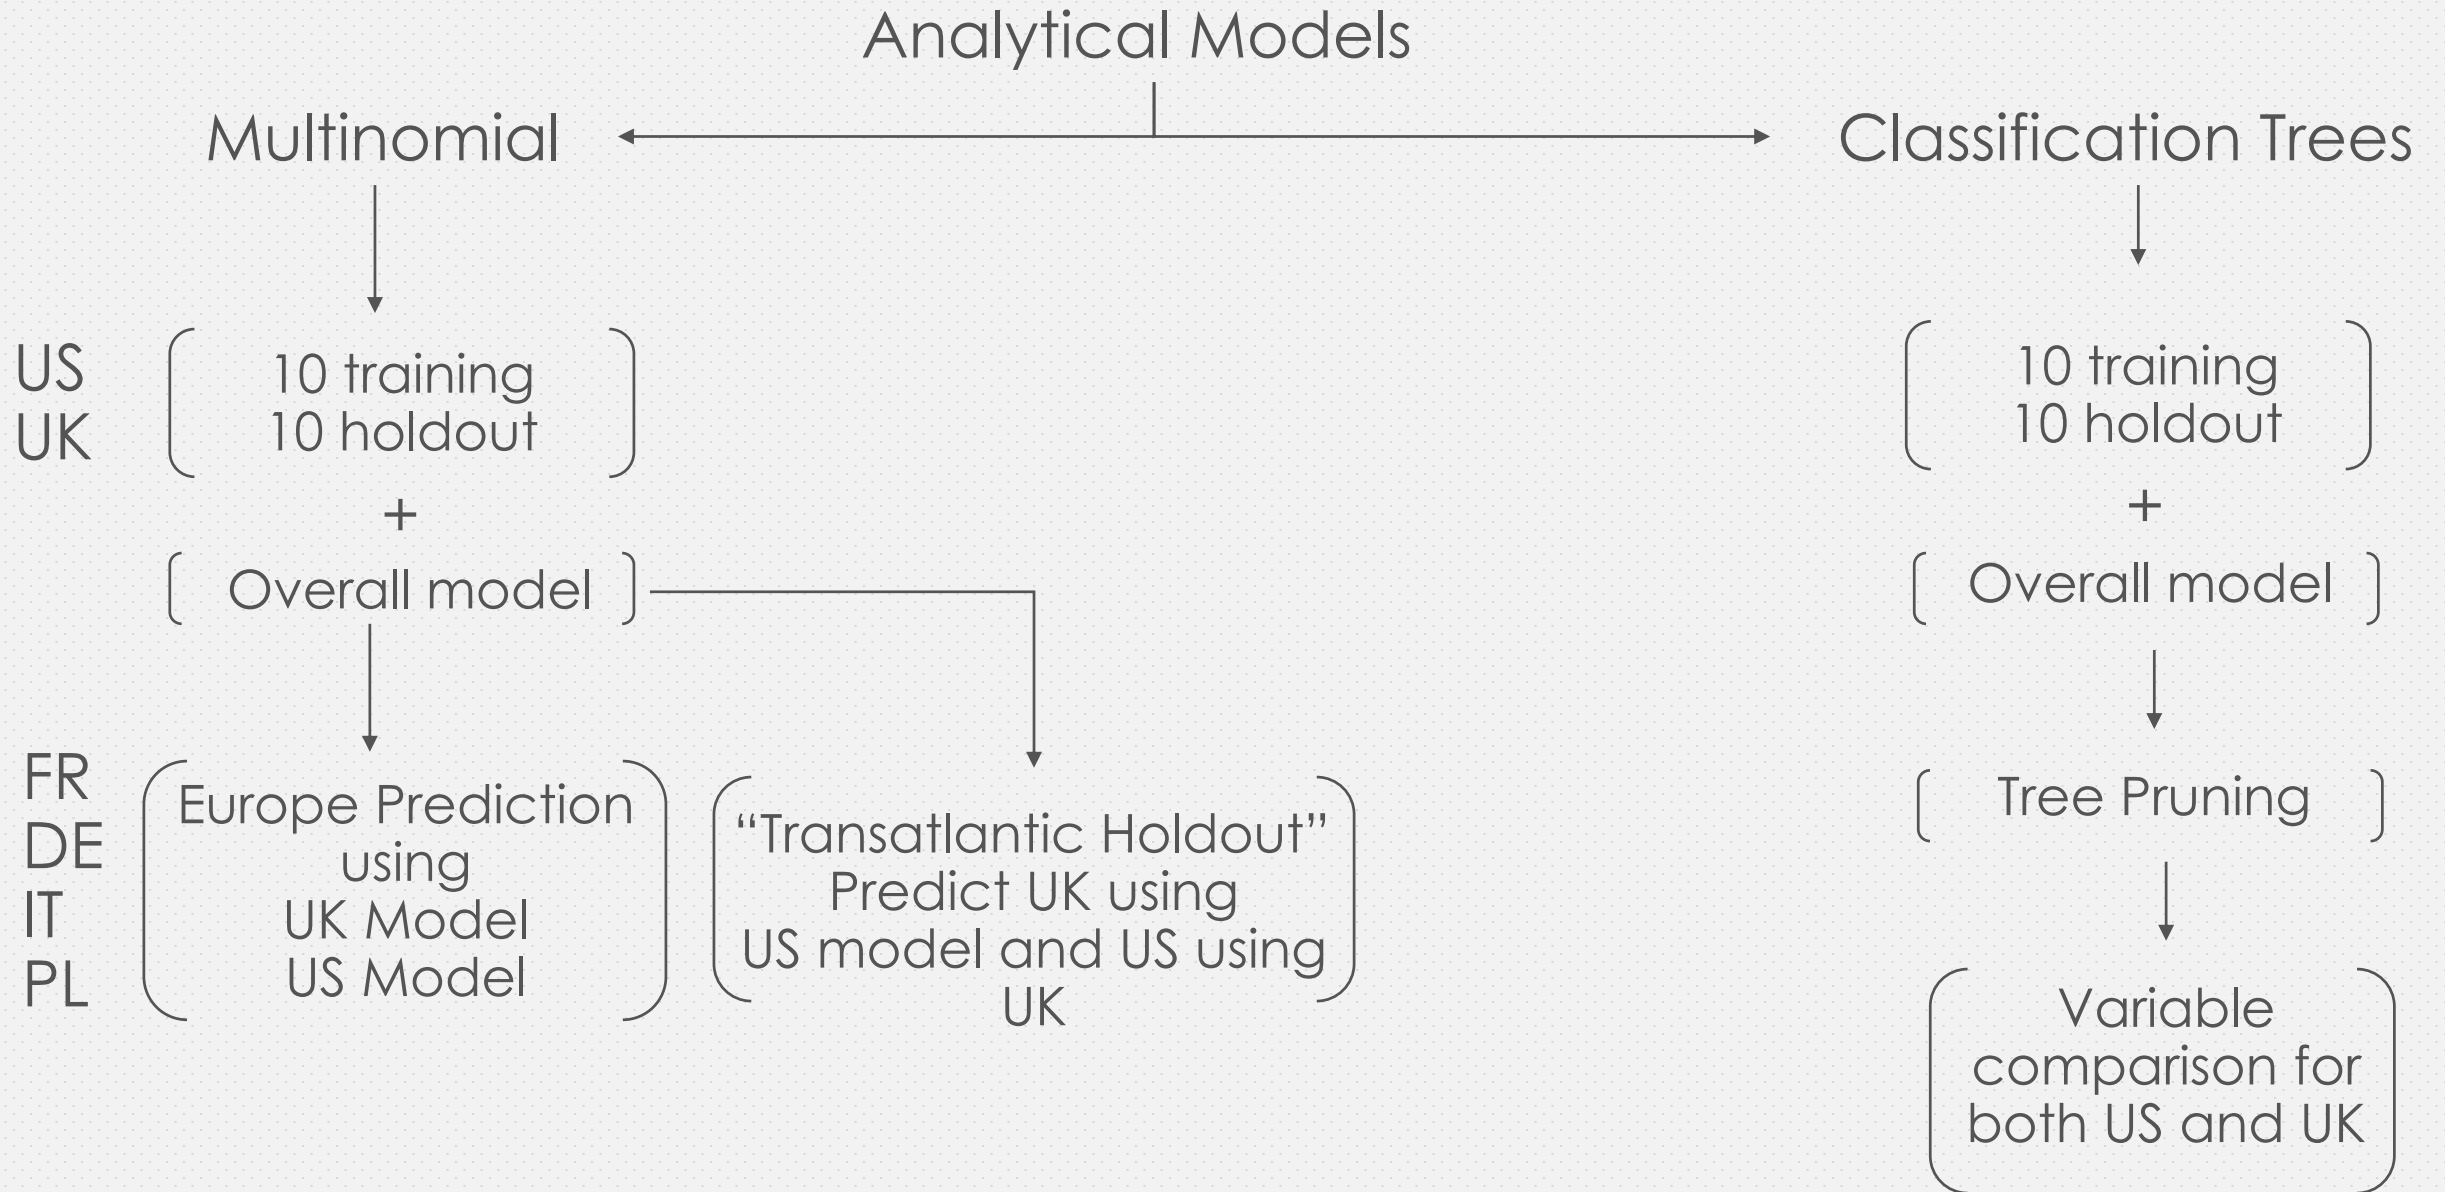 Analytical Models
Multinomial
Classification Trees
US
UK
10 training
10 holdout
+
Overall model
FR
DE
IT
PL
Europe Prediction
using
UK Model
US Model
“Transatlantic Holdout”
Predict UK using
US model and US using
UK
10 training
10 holdout
+
Overall model
Tree Pruning
Variable
comparison for
both US and UK